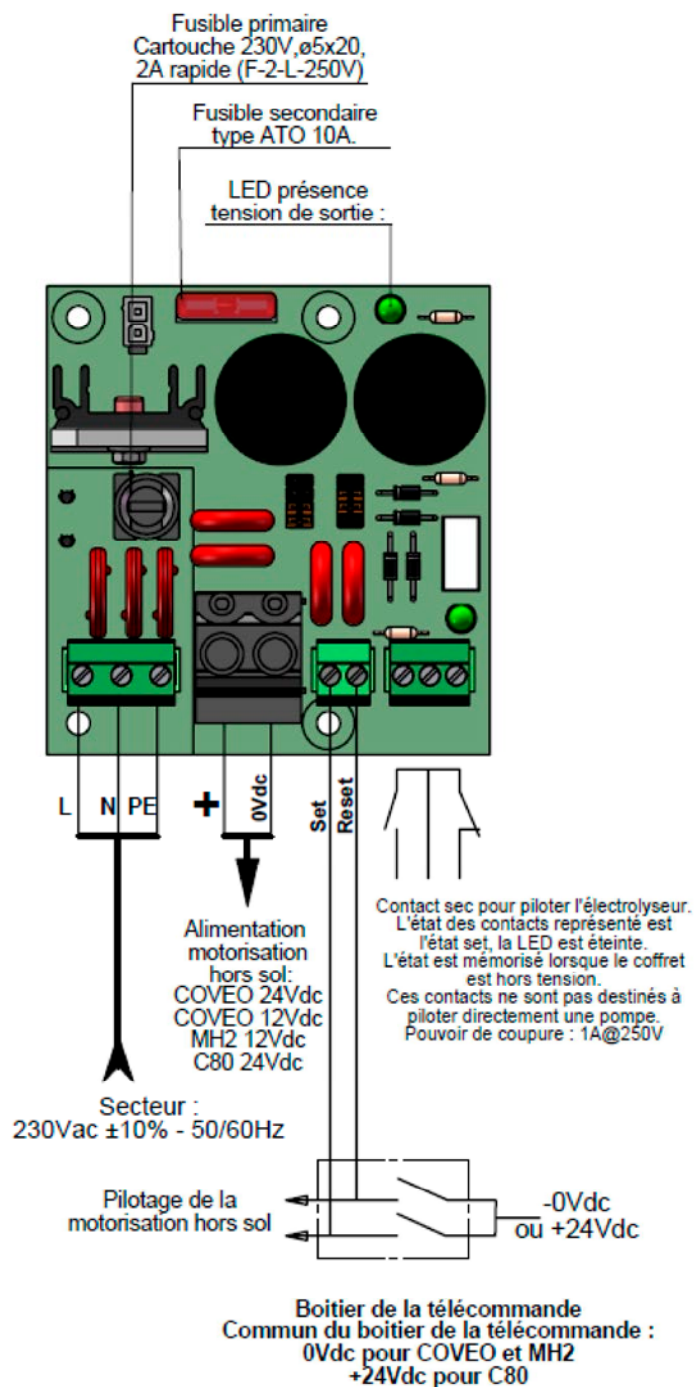 Fusible primaire
Cartouche 230V,ø5x20,
2A rapide (F-2-L-250V)
Fusible secondaire
type ATO 10A.
LED présence
tension de sortie :
L N PE + 0Vdc Set Reset
Contact sec pour piloter l'électrolyseur.
L'état des contacts représenté est
l'état set, la LED est éteinte.
L'état est mémorisé lorsque le coffret
est hors tension.
Ces contacts ne sont pas destinés à
piloter directement une pompe.
Pouvoir de coupure : 1A@250V
Alimentation
motorisation
hors sol:
COVEO 24Vdc
COVEO 12Vdc
MH2 12Vdc
C80 24Vdc
Secteur :
230Vac ±10% - 50/60Hz
Pilotage de la
motorisation hors sol
-0Vdc
ou +24Vdc
Boitier de la télécommande
Commun du boitier de la télécommande :
0Vdc pour COVEO et MH2
+24Vdc pour C80